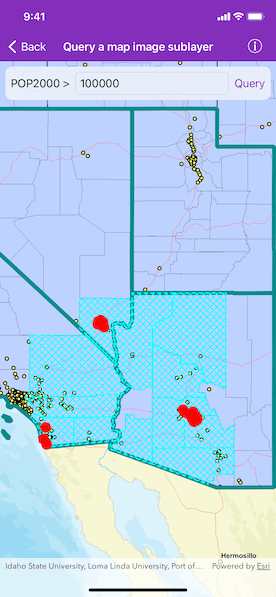 9:41
Back
Query a map image sublayer
POP2000 >
100000
Query
Hermosillo
Idaho State University, Loma Linda University, Port of...
Powered by Esri